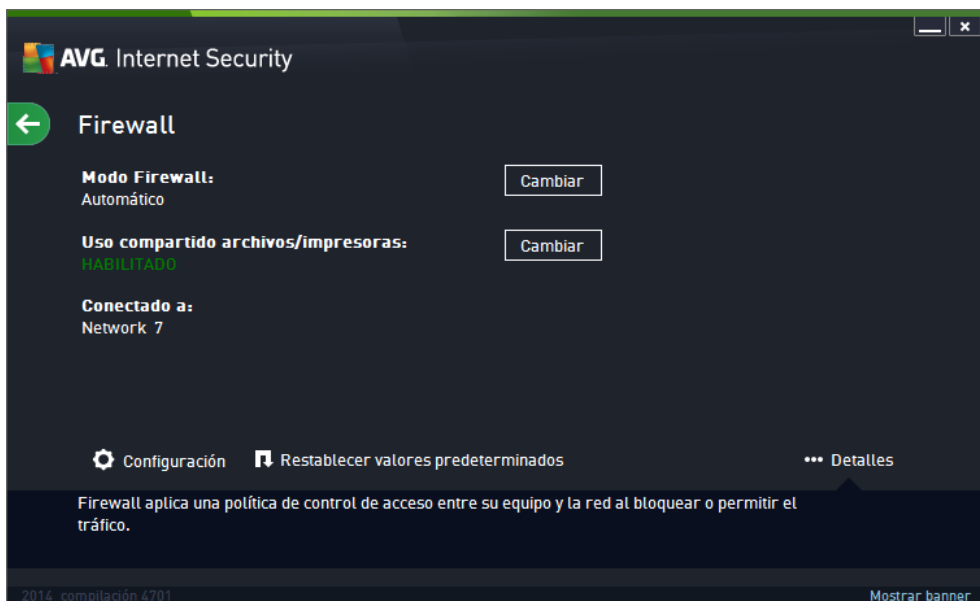 AVG. Internet Security
Firewall
Modo Firewall:
Cambiar
Automático
Uso compartido archivos/impresoras:
Cambiar
HABILITADO
Conectado a:
Network 7
Configuración
Restablecer valores predeterminados
Detalles
Firewall aplica una política de control de acceso entre su equipo y la red al bloquear o permitir el
tráfico.
2014 compilación 4701
Mostrar banner